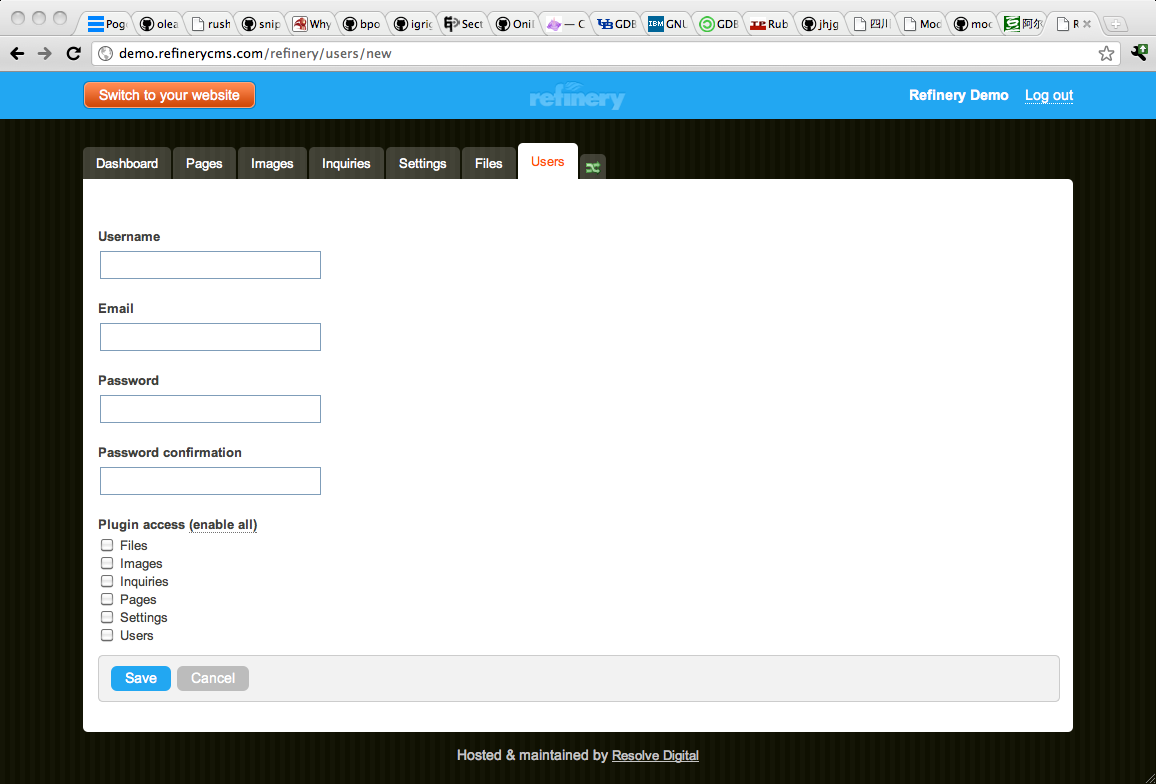 Pog olea rush snip Why bpo igrig Sect Oni — C GDB IBM GNU GDB Rub jhjg 四川 Mod moc 阿尔 R
demo.refinerycms.com/refinery/users/new
Switch to your website refinery Refinery Demo Log out
Dashboard Pages Images Inquiries Settings Files Users
Username
Email
Password
Password confirmation
Plugin access (enable all)
Files
Images
Inquiries
Pages
Settings
Users
Save Cancel
Hosted & maintained by Resolve Digital